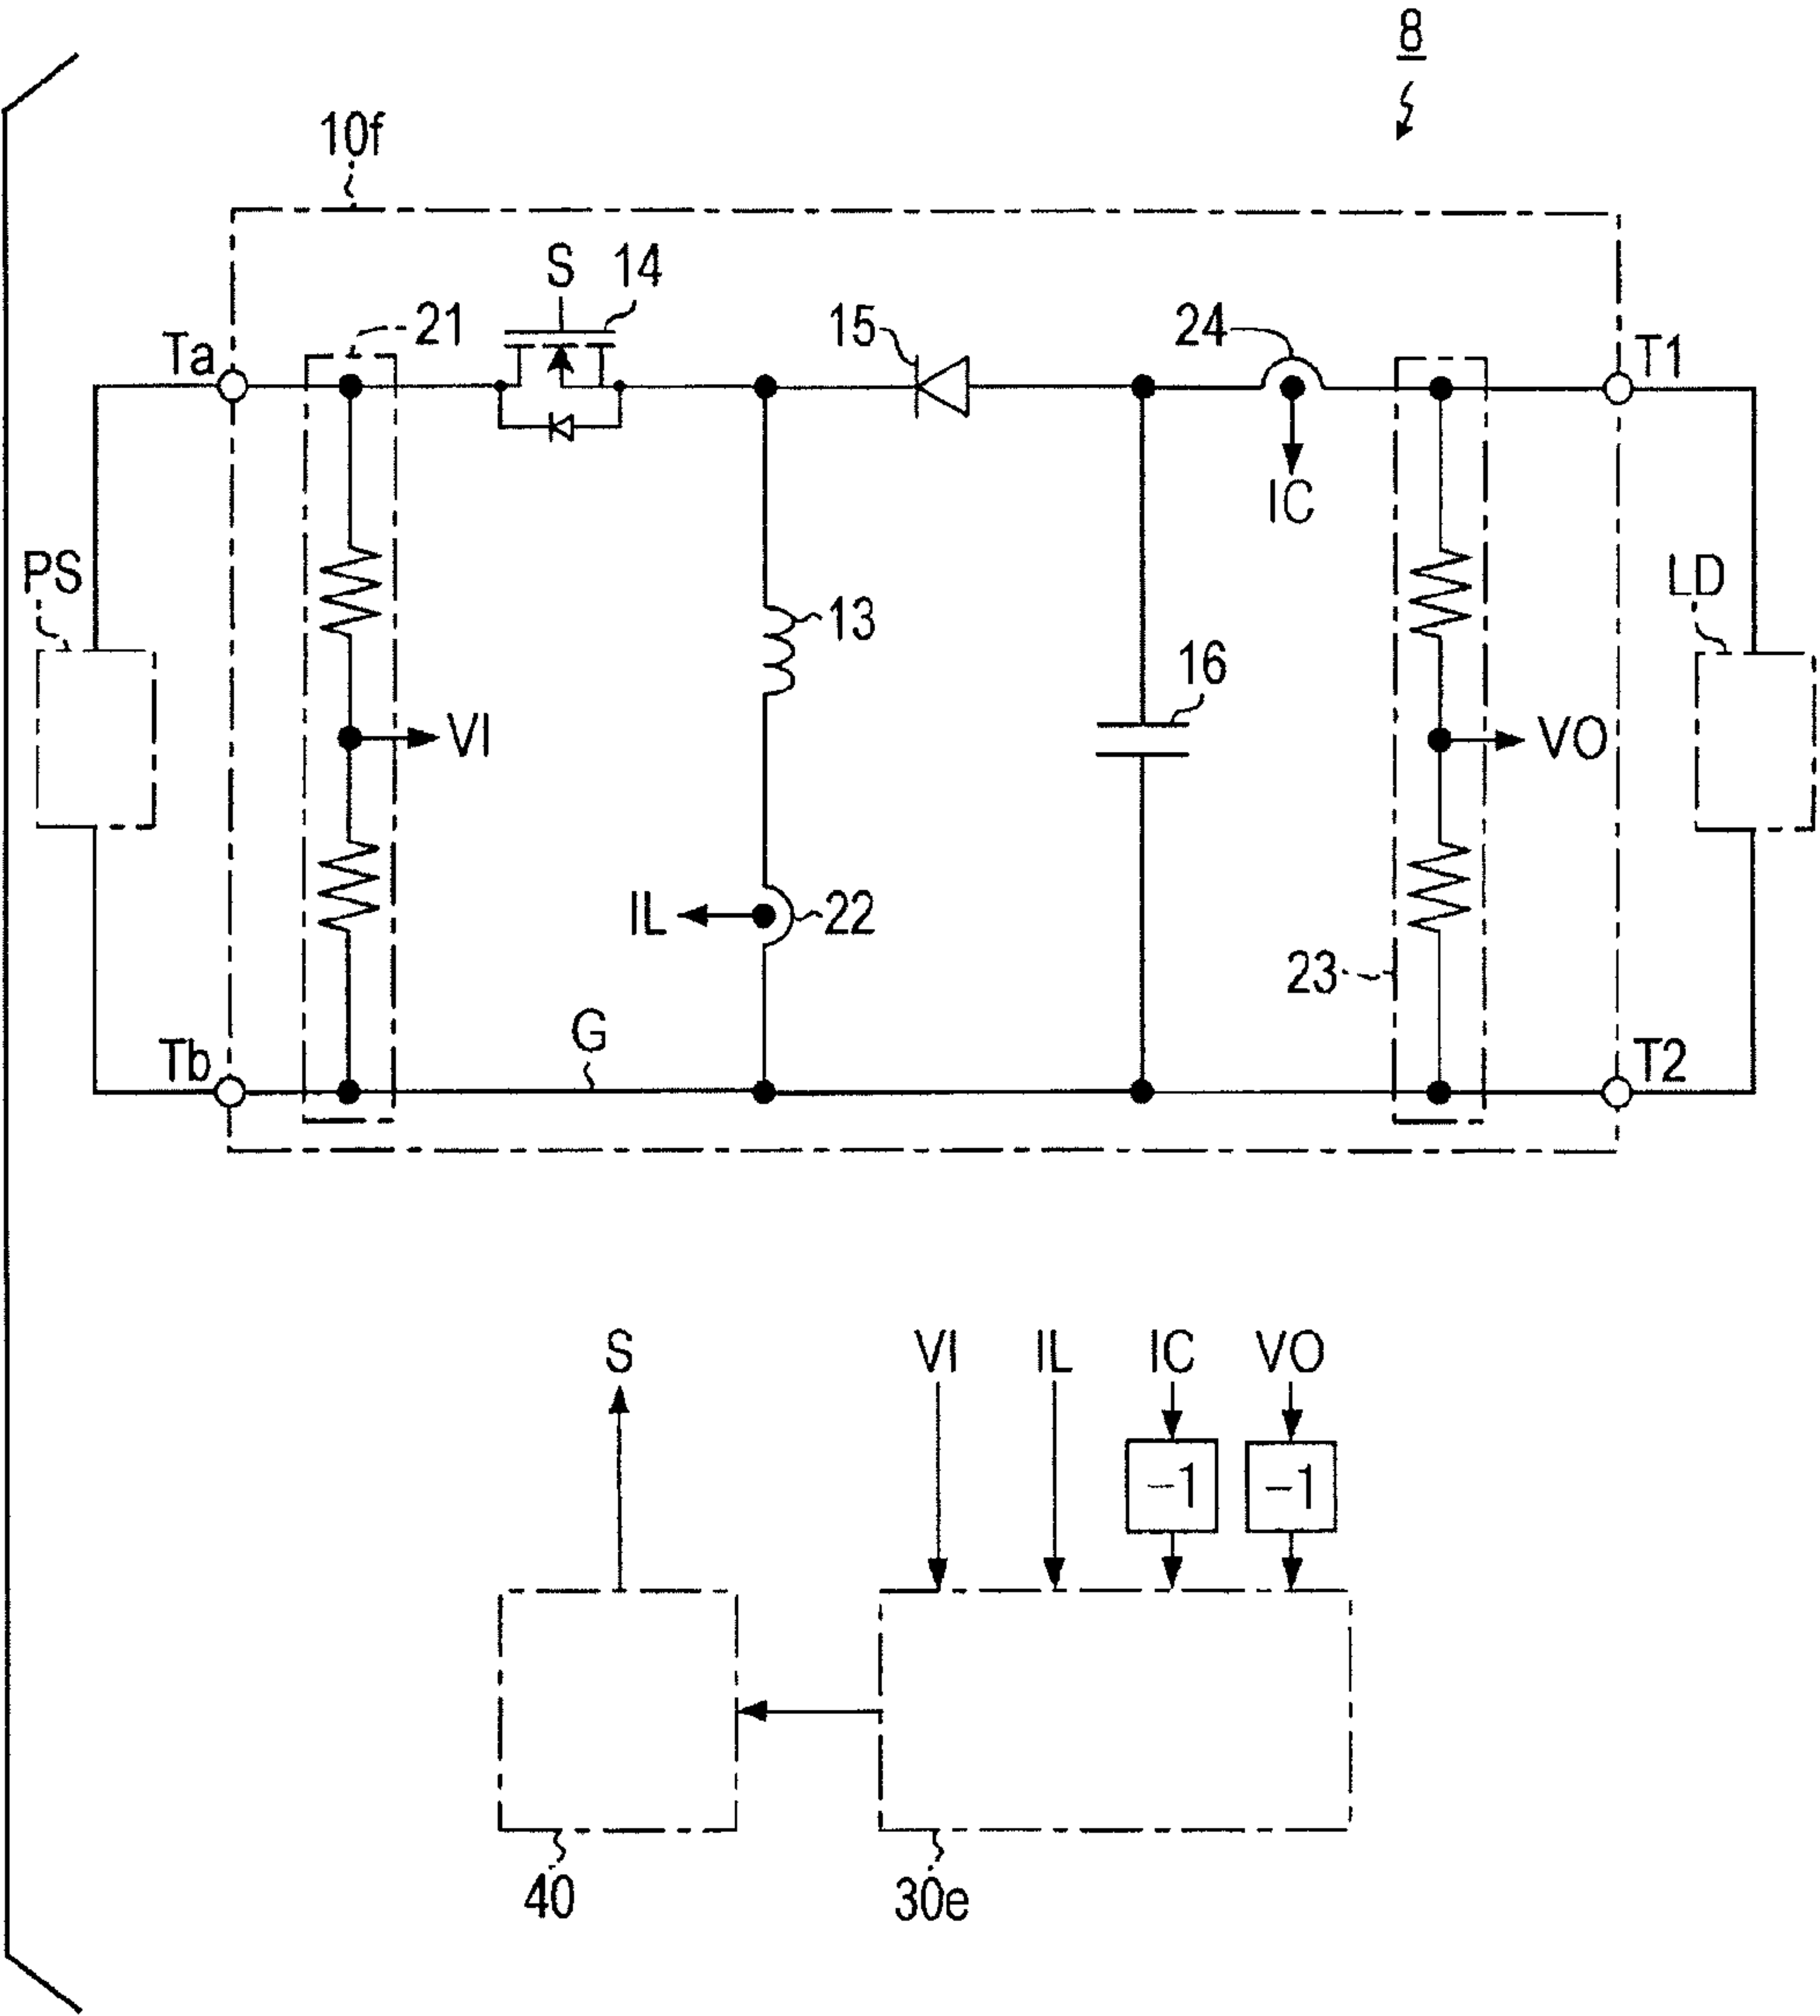 8
10f
S 14
Ta 21 15 24 T1
IC
PS LD
13
16
VI VO
IL 22
23
G
Tb T2
S VI IL IC VO
-1 -1
40 30e